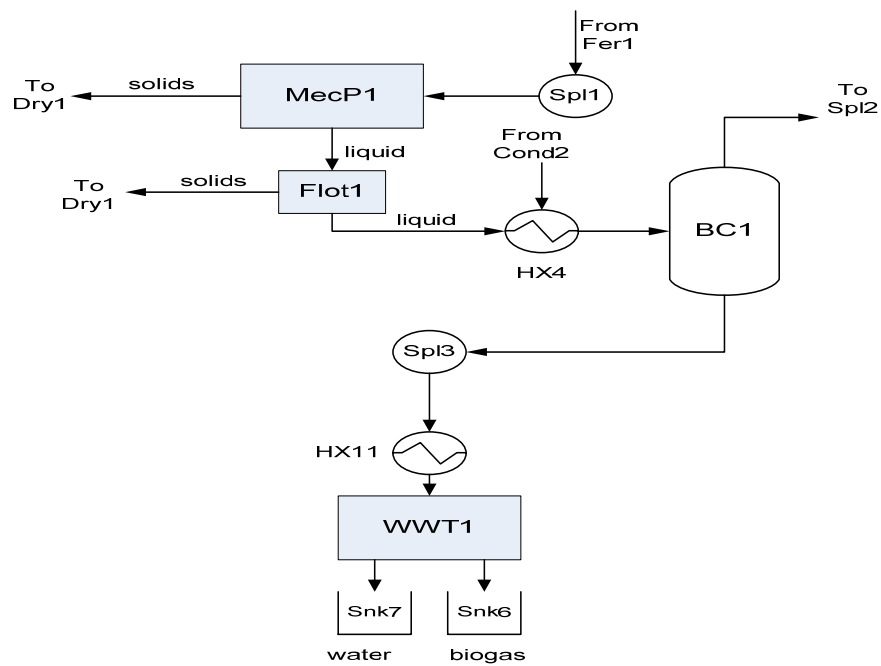 From
Fer1
To
Dry1
solids
MecP1
Spl1
To
Spl2
From
Cond2
liquid
To
Dry1
solids
Flot1
liquid
BC1
HX4
Spl3
HX11
WWT1
Snk7
Snk6
water
biogas